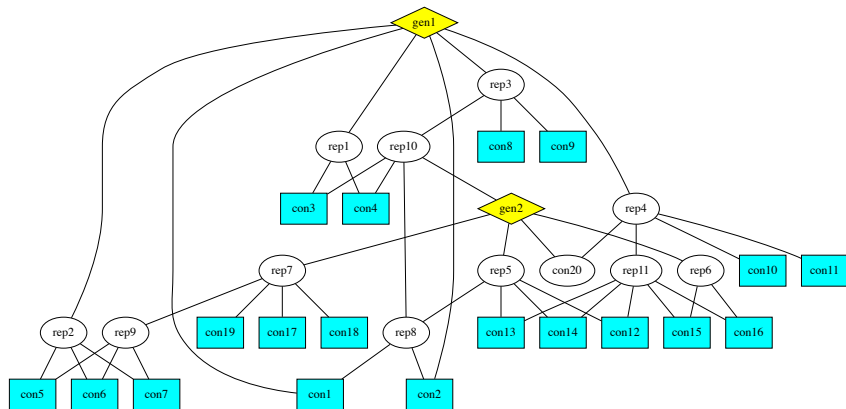 gen1
rep3
rep1
rep10
con8
con9
con3
con4
gen2
rep4
rep7
rep5
con20
rep11
rep6
con10
con11
rep2
rep9
con19
con17
con18
rep8
con13
con14
con12
con15
con16
con5
con6
con7
con1
con2